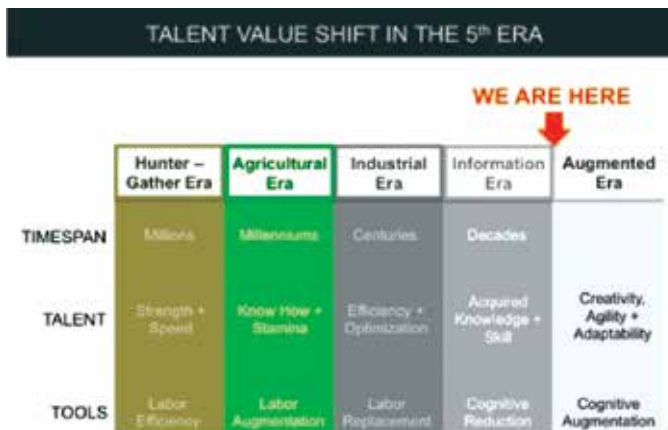 TALENT VALUE SHIFT IN THE 5th ERA
WE ARE HERE
Hunter – Gather Era
Agricultural Era
Industrial Era
Information Era
Augmented Era
TIMESPAN
Millions
Millenniums
Centuries
Decades
TALENT
Strength + Speed
Know How + Stamina
Efficiency + Optimization
Acquired Knowledge + Skill
Creativity, Agility + Adaptability
TOOLS
Labor Efficiency
Labor Augmentation
Labor Replacement
Cognitive Reduction
Cognitive Augmentation